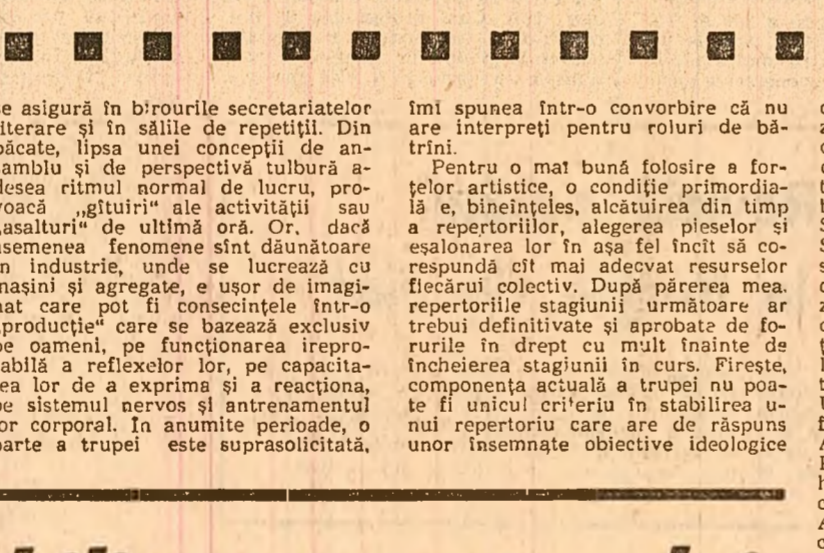 se asigură în birourile secretariatelor
literare și în sălile de repetiții. Din
păcate, lipsa unei concepții de an-
samblu și de perspectivă tulbură a-
desea ritmul normal de lucru, pro-
voacă „gîtuiri“ ale activității sau
„asalturi“ de ultimă oră. Or, dacă
asemenea fenomene sînt dăunătoare
în industrie, unde se lucrează cu
mașini și agregate, e ușor de imagi-
nat care pot fi consecințele într-o
„producție“ care se bazează exclusiv
pe oameni, pe funcționarea irepro-
șabilă a reflexelor lor, pe capacita-
tea lor de a exprima și a reacționa,
pe sistemul nervos și antrenamentul
lor corporal. În anumite perioade, o
parte a trupei este suprasolicitată,
îmi spunea într-o convorbire că nu
are interpreți pentru roluri de bă-
trîni.
Pentru o mai bună folosire a for-
țelor artistice, o condiție primordia-
lă e, bineînțeles, alcătuirea din timp
a repertoriilor, alegerea pieselor și
eșalonarea lor în așa fel încît să co-
respundă cît mai adecvat resurselor
fiecărui colectiv. După părerea mea,
repertoriile stagiunii următoare ar
trebui definitivate și aprobate de fo-
rurile în drept cu mult înainte de
încheierea stagiunii în curs. Firește,
componența actuală a trupei nu poa-
te fi unicul criteriu în stabilirea u-
nui repertoriu care are de răspuns
unor însemnate obiective ideologice